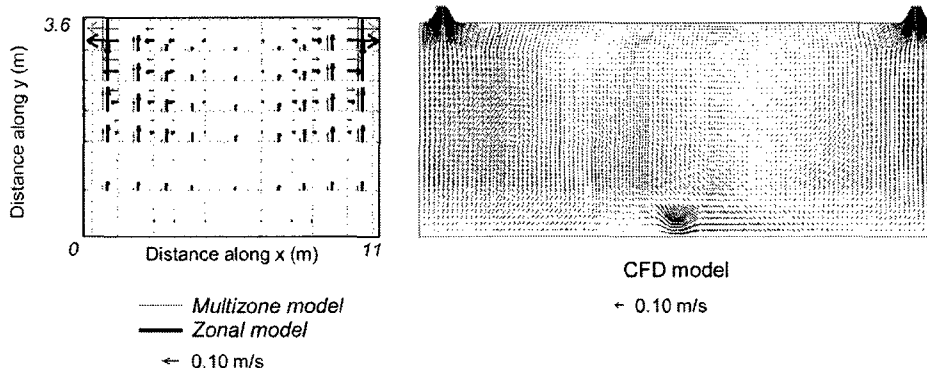 3.6
Distance along y (m)
0
Distance along x (m)
11
Multizone model
Zonal model
0.10 m/s
CFD model
0.10 m/s